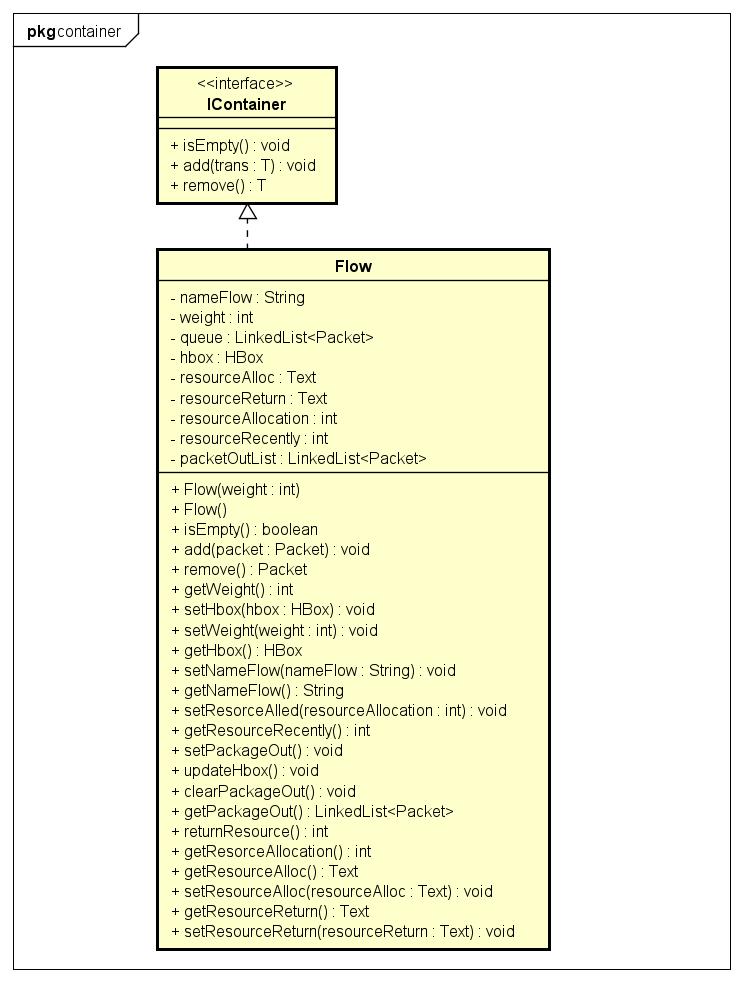 pkg container
<<interface>>
IContainer
+ isEmpty() : void
+ add(trans : T) : void
+ remove() : T
Flow
- nameFlow : String
- weight : int
- queue : LinkedList<Packet>
- hbox : HBox
- resourceAlloc : Text
- resourceReturn : Text
- resourceAllocation : int
- resourceRecently : int
- packetOutList : LinkedList<Packet>
+ Flow(weight : int)
+ Flow()
+ isEmpty() : boolean
+ add(packet : Packet) : void
+ remove() : Packet
+ getWeight() : int
+ setHbox(hbox : HBox) : void
+ setWeight(weight : int) : void
+ getHbox() : HBox
+ setNameFlow(nameFlow : String) : void
+ getNameFlow() : String
+ setResorceAlled(resourceAllocation : int) : void
+ getResourceRecently() : int
+ setPackageOut() : void
+ updateHbox() : void
+ clearPackageOut() : void
+ getPackageOut() : LinkedList<Packet>
+ returnResource() : int
+ getResorceAllocation() : int
+ getResourceAlloc() : Text
+ setResourceAlloc(resourceAlloc : Text) : void
+ getResourceReturn() : Text
+ setResourceReturn(resourceReturn : Text) : void